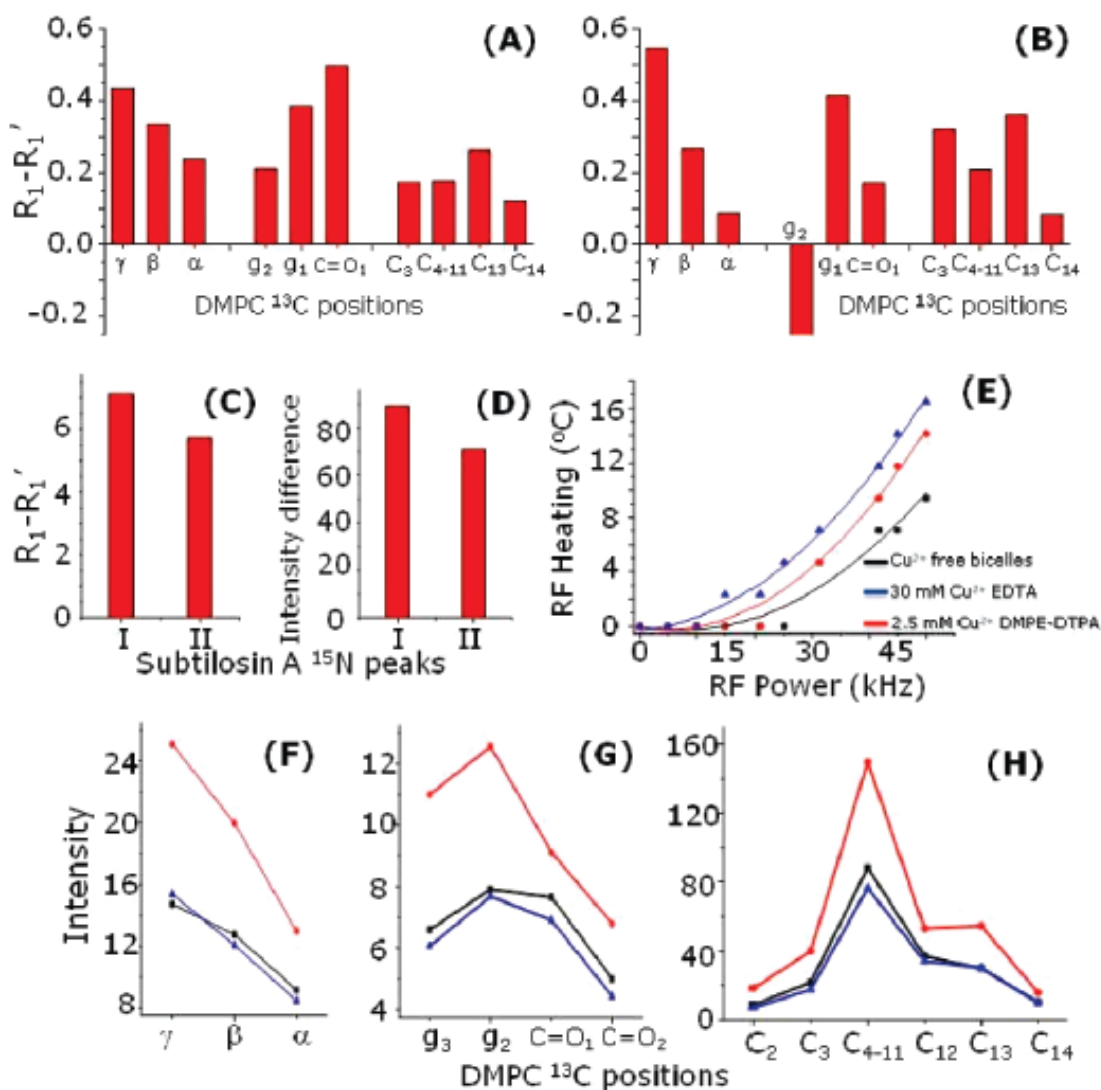 (A)
R₁-R₁′
0.6
0.4
0.2
0.0
-0.2
γ β α g₂ g₁ C=O₁ C₃ C₄₋₁₁ C₁₃ C₁₄
DMPC ¹³C positions
(B)
0.6
0.4
0.2
0.0
-0.2
γ β α g₂ g₁ C=O₁ C₃ C₄₋₁₁ C₁₃ C₁₄
DMPC ¹³C positions
(C)
R₁-R₁′
6
4
2
0
I II
(D)
Intensity difference
80
60
40
20
0
I II
Subtilosin A ¹⁵N peaks
(E)
RF Heating (⁰C)
16
12
8
4
0
Cu²⁺ free bicelles
30 mM Cu²⁺ EDTA
2.5 mM Cu²⁺ DMPE-DTPA
0 15 30 45
RF Power (kHz)
(F)
Intensity
24
20
16
12
8
γ β α
(G)
12
10
8
6
4
g₃ g₂ C=O₁ C=O₂
(H)
160
120
80
40
0
C₂ C₃ C₄₋₁₁ C₁₂ C₁₃ C₁₄
DMPC ¹³C positions